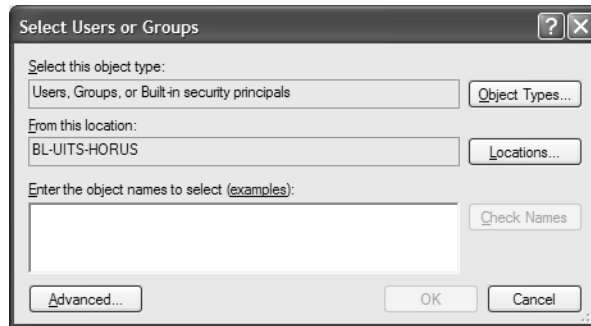 Select Users or Groups
Select this object type:
Users, Groups, or Built-in security principals
Object Types...
From this location:
BL-UITS-HORUS
Locations...
Enter the object names to select (examples):
Check Names
Advanced...
OK
Cancel